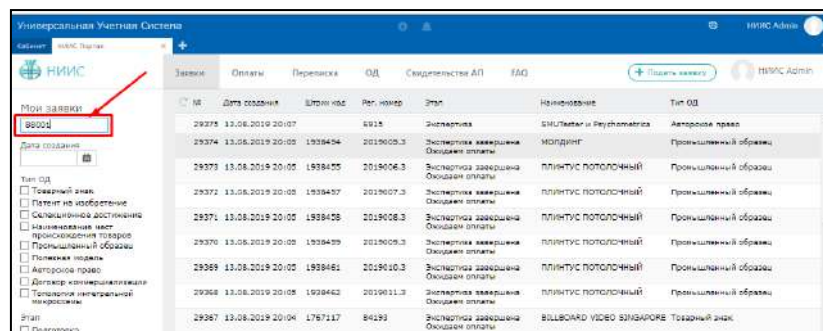 Универсальная Учетная Система
НИИС Admin
Кабинет НИИС Портал × +
НИИС
Заявки Оплаты Переписка ОД Свидетельства АП FAQ + Подать заявку НИИС Admin
Мои заявки
88001
Дата создания
Тип ОД
Товарный знак
Патент на изобретение
Селекционное достижение
Наименование мест
происхождения товаров
Промышленный образец
Полезная модель
Авторское право
Договор коммерциализации
Топология интегральной
микросхемы
Этап
Подготовка
№ Дата создания Штрих код Рег. номер Этап Наименование Тип ОД
29375 13.08.2019 20:07 5915 Экспертиза SMUTester и Psychometrics Авторское право
29374 13.08.2019 20:05 1938454 2019005.3 Экспертиза завершена МОЛДИНГ Промышленный образец
Ожидаем оплаты
29373 13.08.2019 20:05 1938455 2019006.3 Экспертиза завершена ПЛИНТУС ПОТОЛОЧНЫЙ Промышленный образец
Ожидаем оплаты
29372 13.08.2019 20:05 1938457 2019007.3 Экспертиза завершена ПЛИНТУС ПОТОЛОЧНЫЙ Промышленный образец
Ожидаем оплаты
29371 13.08.2019 20:05 1938458 2019008.3 Экспертиза завершена ПЛИНТУС ПОТОЛОЧНЫЙ Промышленный образец
Ожидаем оплаты
29370 13.08.2019 20:05 1938459 2019009.3 Экспертиза завершена ПЛИНТУС ПОТОЛОЧНЫЙ Промышленный образец
Ожидаем оплаты
29369 13.08.2019 20:05 1938461 2019010.3 Экспертиза завершена ПЛИНТУС ПОТОЛОЧНЫЙ Промышленный образец
Ожидаем оплаты
29368 13.08.2019 20:05 1938462 2019011.3 Экспертиза завершена ПЛИНТУС ПОТОЛОЧНЫЙ Промышленный образец
Ожидаем оплаты
29367 13.08.2019 20:04 1767117 84193 Экспертиза завершена BILLBOARD VIDEO SINGAPORE Товарный знак
Ожидаем оплаты